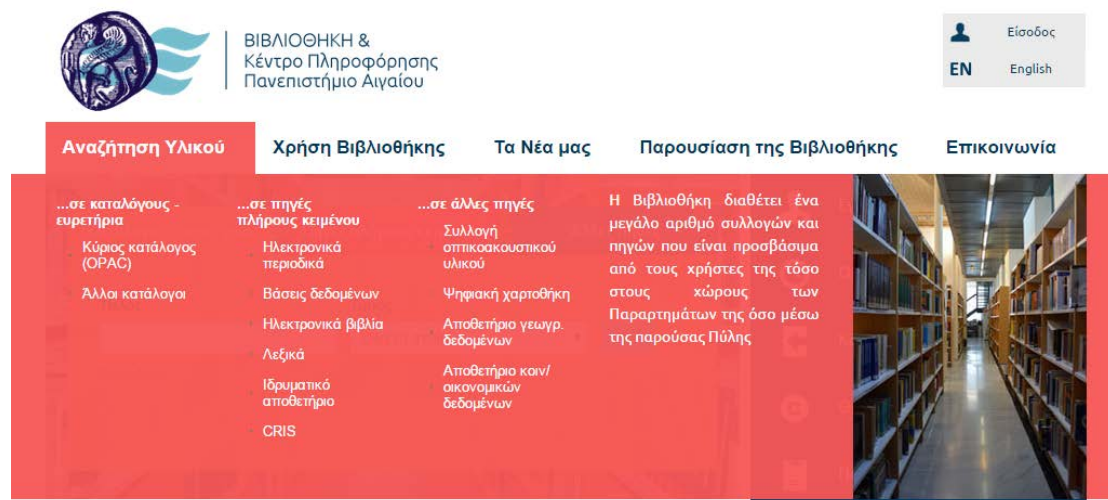 ΒΙΒΛΙΟΘΗΚΗ &
Κέντρο Πληροφόρησης
Πανεπιστήμιο Αιγαίου
Είσοδος
EN English
Αναζήτηση Υλικού
Χρήση Βιβλιοθήκης
Τα Νέα μας
Παρουσίαση της Βιβλιοθήκης
Επικοινωνία
...σε καταλόγους -
ευρετήρια
Κύριος κατάλογος
(OPAC)
Άλλοι κατάλογοι
...σε πηγές
πλήρους κειμένου
Ηλεκτρονικά
περιοδικά
Βάσεις δεδομένων
Ηλεκτρονικά βιβλία
Λεξικά
Ιδρυματικό
αποθετήριο
CRIS
...σε άλλες πηγές
Συλλογή
οπτικοακουστικού
υλικού
Ψηφιακή χαρτοθήκη
Αποθετήριο γεωγρ.
δεδομένων
Αποθετήριο κοιν/
οικονομικών
δεδομένων
Η Βιβλιοθήκη διαθέτει ένα
μεγάλο αριθμό συλλογών και
πηγών που είναι προσβάσιμα
από τους χρήστες της τόσο
στους χώρους των
Παραρτημάτων της όσο μέσω
της παρούσας Πύλης